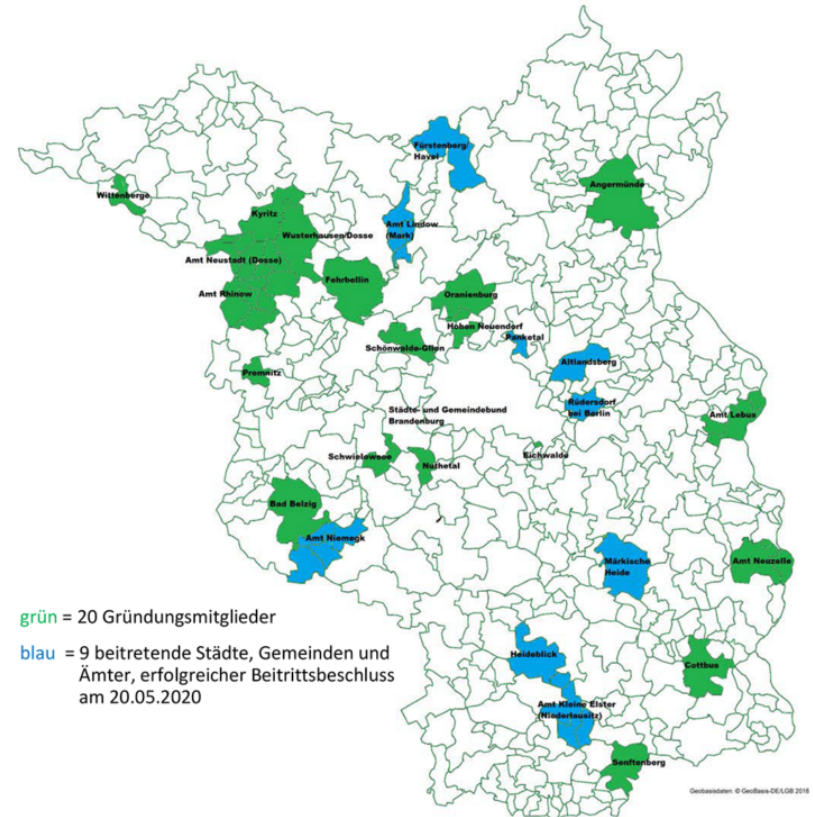 Fürstenberg/
Havel
Angermünde
Wittenberge
Kyritz
Amt Lindow
(Mark)
Wusterhausen/Dosse
Amt Neustadt (Dosse)
Fehrbellin
Amt Rhinow
Oranienburg
Hohen Neuendorf
Panketal
Schönwalde-Glien
Altlandsberg
Premnitz
Rüdersdorf
bei Berlin
Städte- und Gemeindebund
Brandenburg
Amt Lebus
Schwielowsee
Eichwalde
Nuthetal
Bad Belzig
Amt Niemegk
Märkische
Heide
Amt Neuzelle
grün = 20 Gründungsmitglieder
blau = 9 beitretende Städte, Gemeinden und
Ämter, erfolgreicher Beitrittsbeschluss
am 20.05.2020
Heideblick
Cottbus
Amt Kleine Elster
(Niederlausitz)
Senftenberg
Geobasisdaten: © GeoBasis-DE/LGB 2018